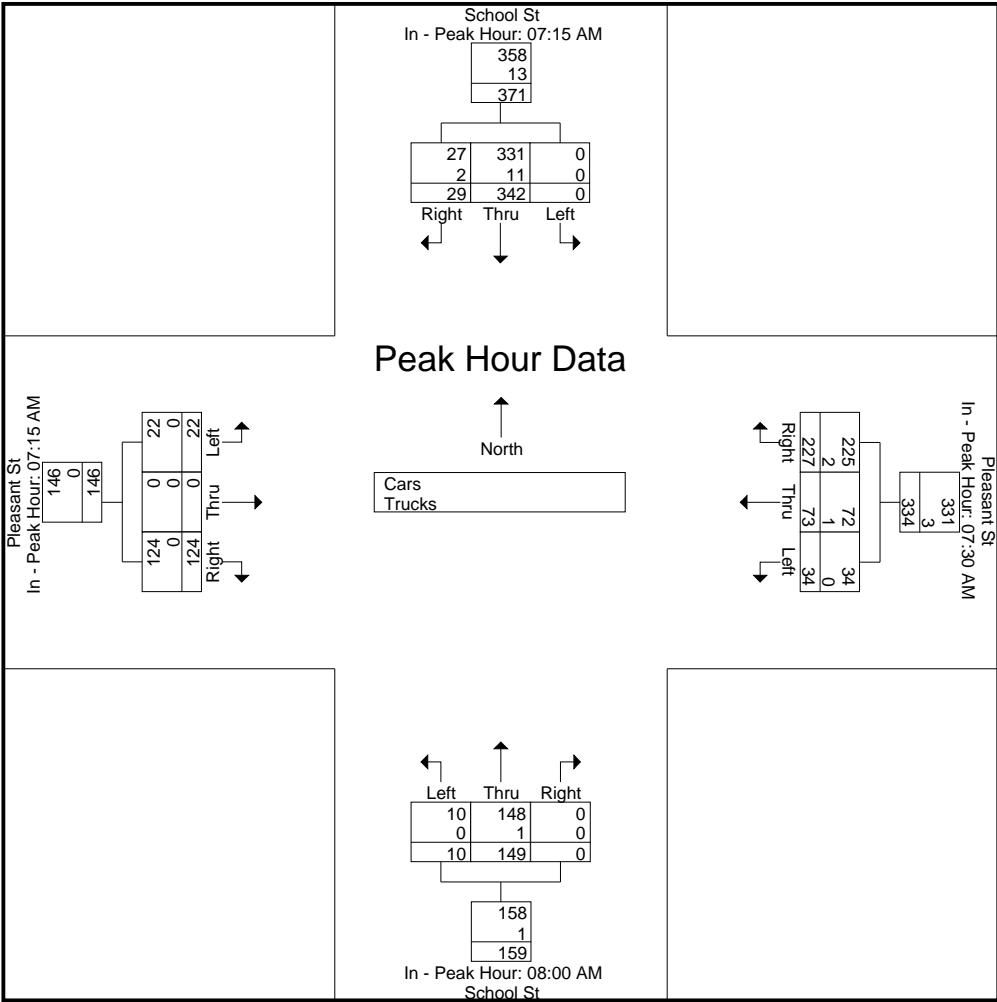 School St
In - Peak Hour: 07:15 AM
358
13
371
27 331 0
2 11 0
29 342 0
Right Thru Left
Peak Hour Data
North
Cars
Trucks
Pleasant St
In - Peak Hour: 07:15 AM
146
0
146
22 0 124
0 0 0
22 0 124
Left Thru Right
Pleasant St
In - Peak Hour: 07:30 AM
331
3
334
225 72 34
2 1 0
227 73 34
Right Thru Left
Left Thru Right
10 148 0
0 1 0
10 149 0
158
1
159
In - Peak Hour: 08:00 AM
School St